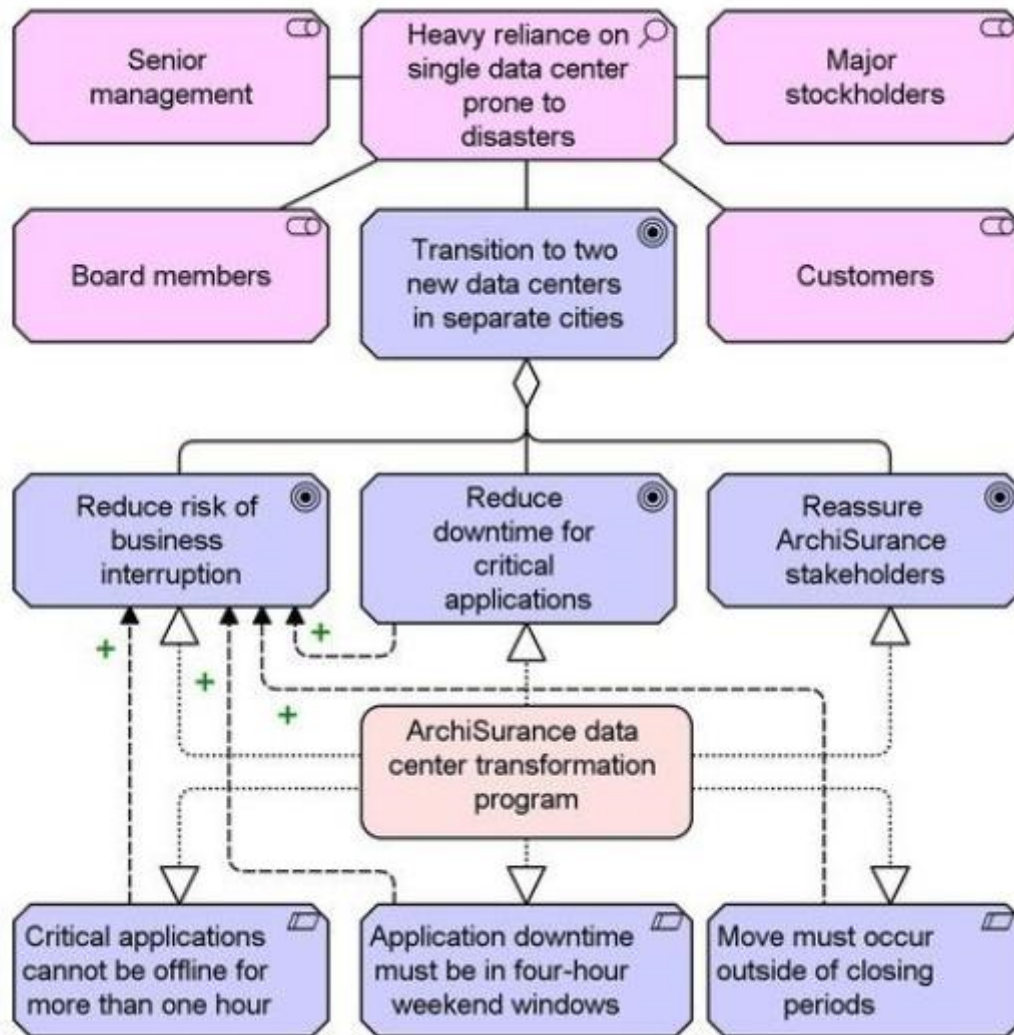 Senior
management
Heavy reliance on
single data center
prone to
disasters
Major
stockholders
Board members
Transition to two
new data centers
in separate cities
Customers
Reduce risk of
business
interruption
Reduce
downtime for
critical
applications
Reassure
ArchiSurance
stakeholders
+
+
+
+
ArchiSurance data
center transformation
program
Critical applications
cannot be offline for
more than one hour
Application downtime
must be in four-hour
weekend windows
Move must occur
outside of closing
periods